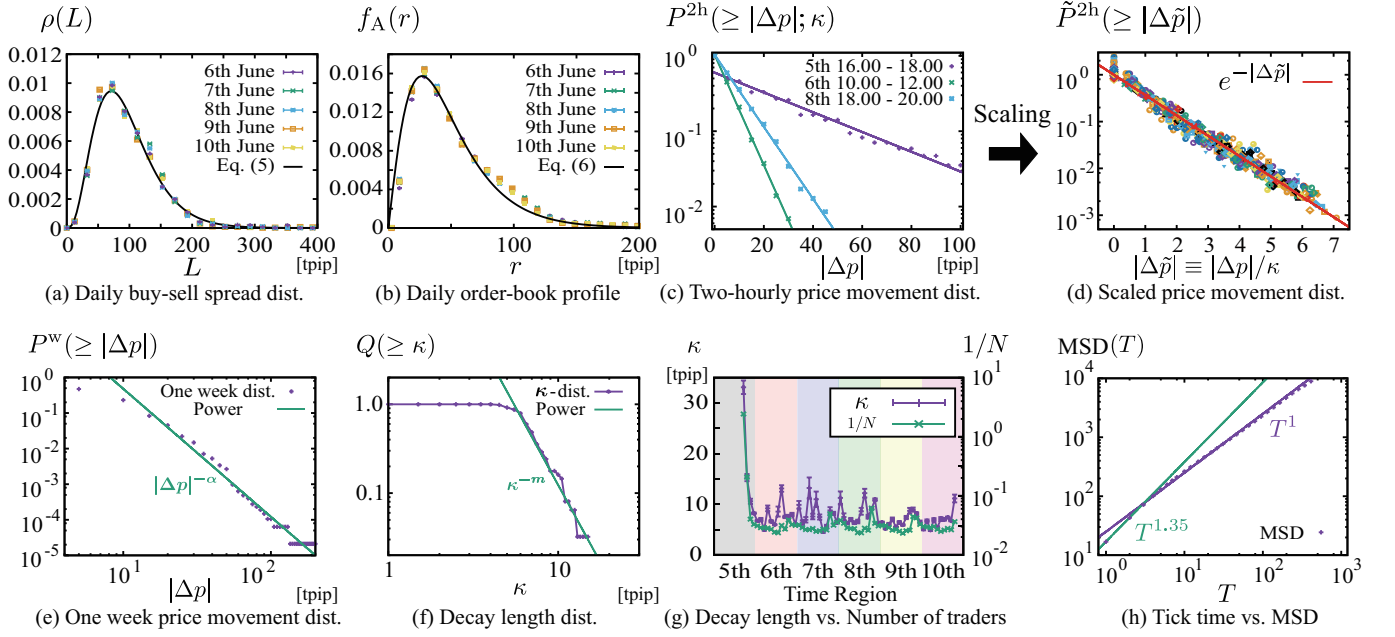 ρ(L)
0.012
0.01
0.008
0.006
0.004
0.002
0
0 100 200 300 400
L [tpip]
6th June
7th June
8th June
9th June
10th June
Eq. (5)
(a) Daily buy-sell spread dist.
f_A(r)
0.016
0.012
0.008
0.004
0
0 100 200
r [tpip]
6th June
7th June
8th June
9th June
10th June
Eq. (6)
(b) Daily order-book profile
P^{2h}(≥ |Δp|; κ)
10^0
10^-1
10^-2
0 20 40 60 80 100
|Δp| [tpip]
5th 16.00 - 18.00
6th 10.00 - 12.00
8th 18.00 - 20.00
(c) Two-hourly price movement dist.
Scaling
P̃^{2h}(≥ |Δp̃|)
10^0
10^-1
10^-2
10^-3
0 1 2 3 4 5 6 7
e^{-|Δp̃|}
|Δp̃| ≡ |Δp|/κ
(d) Scaled price movement dist.
P^w(≥ |Δp|)
10^0
10^-1
10^-2
10^-3
10^-4
10^-5
10^1 10^2
|Δp| [tpip]
One week dist.
Power
|Δp|^{-α}
(e) One week price movement dist.
Q(≥ κ)
1.0
0.1
1 10
κ [tpip]
κ-dist.
Power
κ^{-m}
(f) Decay length dist.
κ 1/N
[tpip]
35
30
20
10
5
0
10^1
10^0
10^-1
10^-2
κ
1/N
5th 6th 7th 8th 9th 10th
Time Region
(g) Decay length vs. Number of traders
MSD(T)
10^4
10^3
10^2
10^1
10^0 10^1 10^2 10^3
T
T^1
T^{1.35}
MSD
(h) Tick time vs. MSD